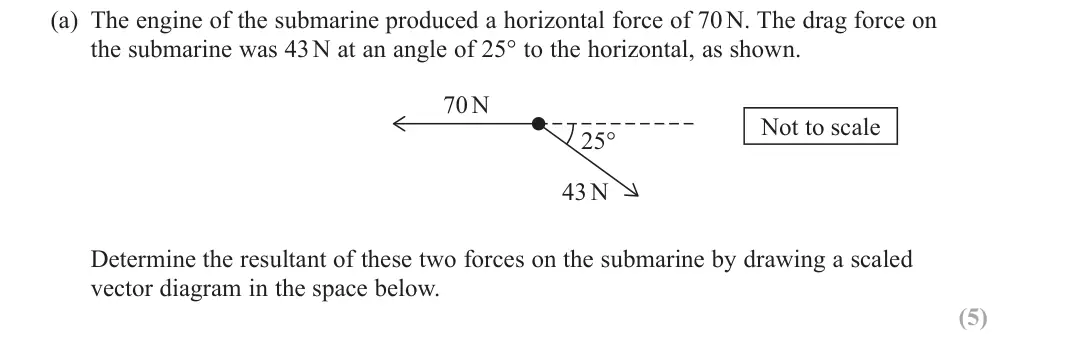 (a) The engine of the submarine produced a horizontal force of 70 N. The drag force on
the submarine was 43 N at an angle of 25° to the horizontal, as shown.
70 N
Not to scale
25°
43 N
Determine the resultant of these two forces on the submarine by drawing a scaled
vector diagram in the space below.
(5)